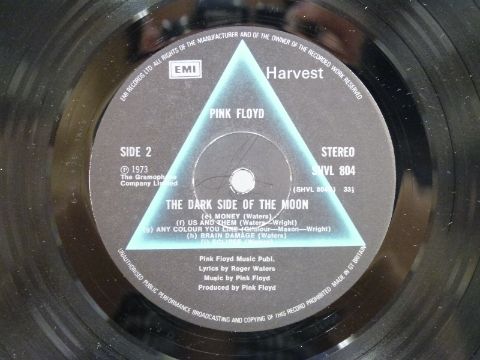 ALL RIGHTS OF THE MANUFACTURER AND OF THE OWNER OF THE RECORDED WORK RESERVED
EMI RECORDS LTD.
EMI
Harvest
PINK FLOYD
SIDE 2
STEREO
Ⓟ 1973
SHVL 804
The Gramophone
Company Limited
(SHVL 804 33⅓
THE DARK SIDE OF THE MOON
(e) MONEY (Waters)
(f) US AND THEM (Waters—Wright)
(g) ANY COLOUR YOU LIKE (Gilmour—Mason—Wright)
(h) BRAIN DAMAGE (Waters)
(i) ECLIPSE (Waters)
Pink Floyd Music Publ.
Lyrics by Roger Waters
Music by Pink Floyd
Produced by Pink Floyd
UNAUTHORISED PUBLIC PERFORMANCE BROADCASTING AND COPYING OF THIS RECORD PROHIBITED
MADE IN GT BRITAIN